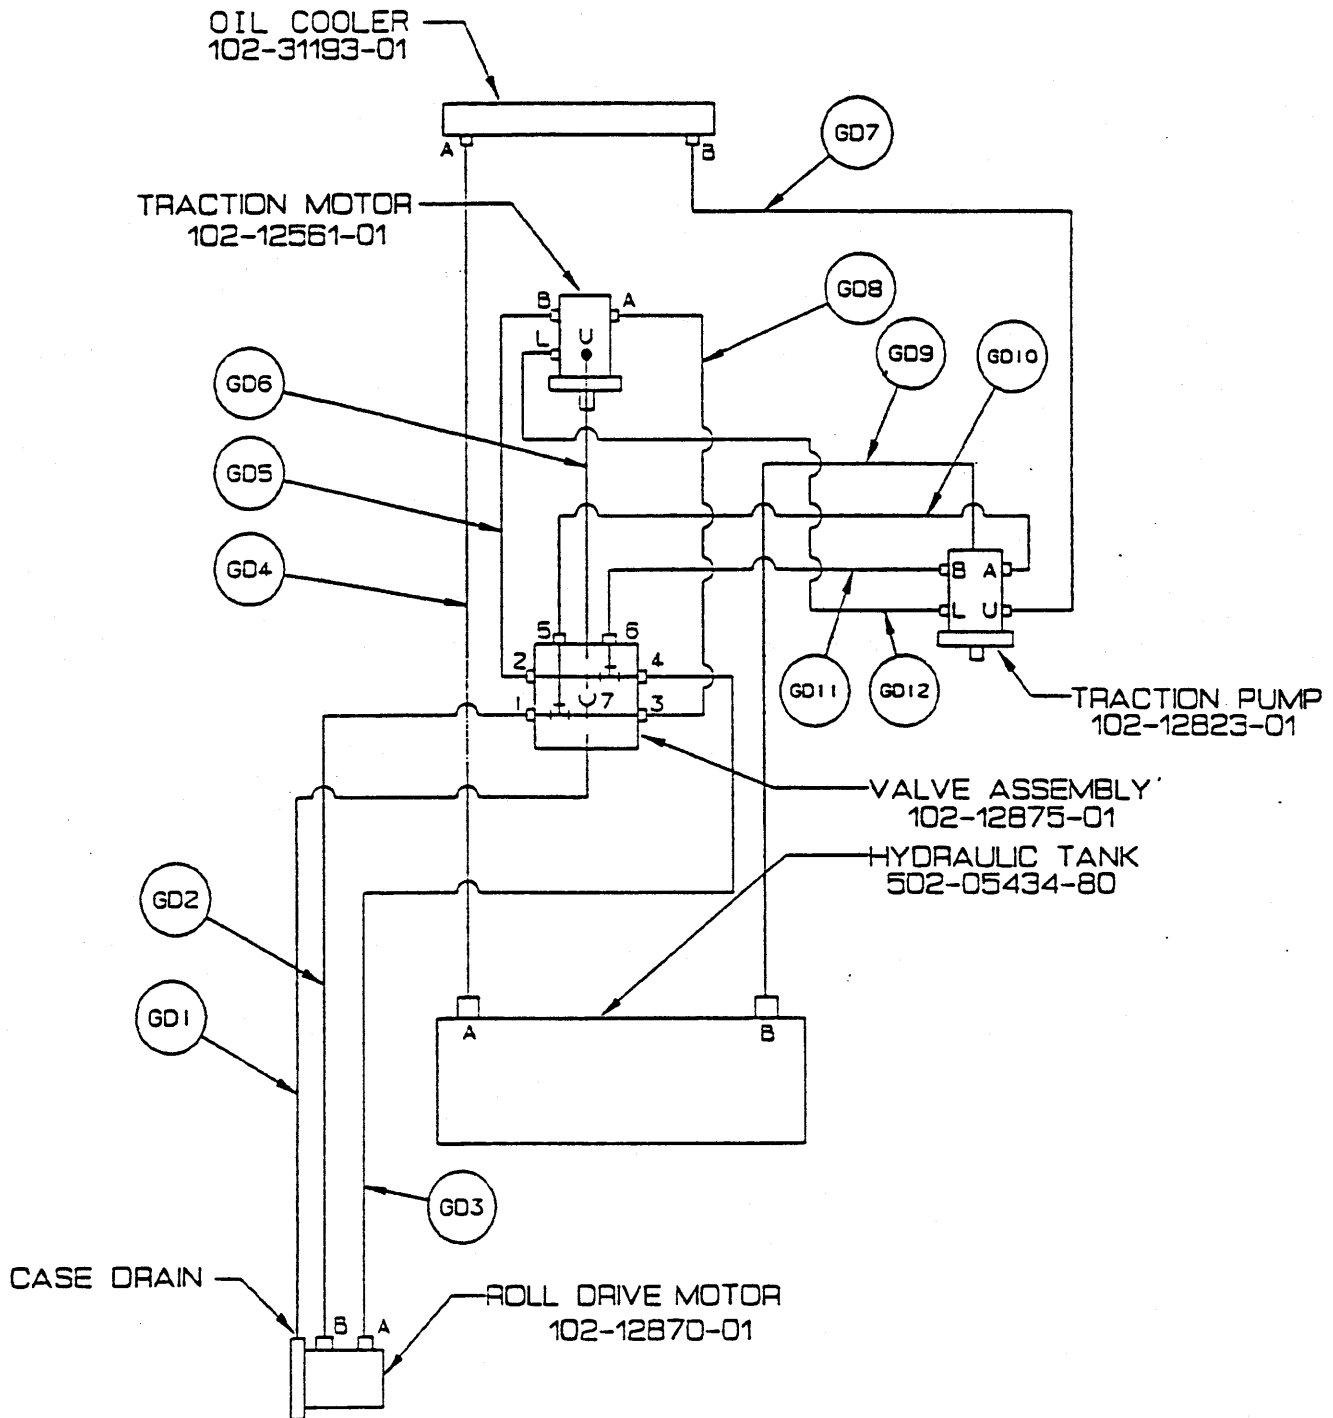 OIL COOLER
102-31193-01
A
B
GD7
TRACTION MOTOR
102-12561-01
B
A
L
U
GD8
GD9
GD10
GD6
GD5
GD4
B A
L U
5
6
2
4
1
7
3
GD11
GD12
TRACTION PUMP
102-12823-01
VALVE ASSEMBLY
102-12875-01
HYDRAULIC TANK
502-05434-80
GD2
GD1
A
B
GD3
CASE DRAIN
B
A
ROLL DRIVE MOTOR
102-12870-01